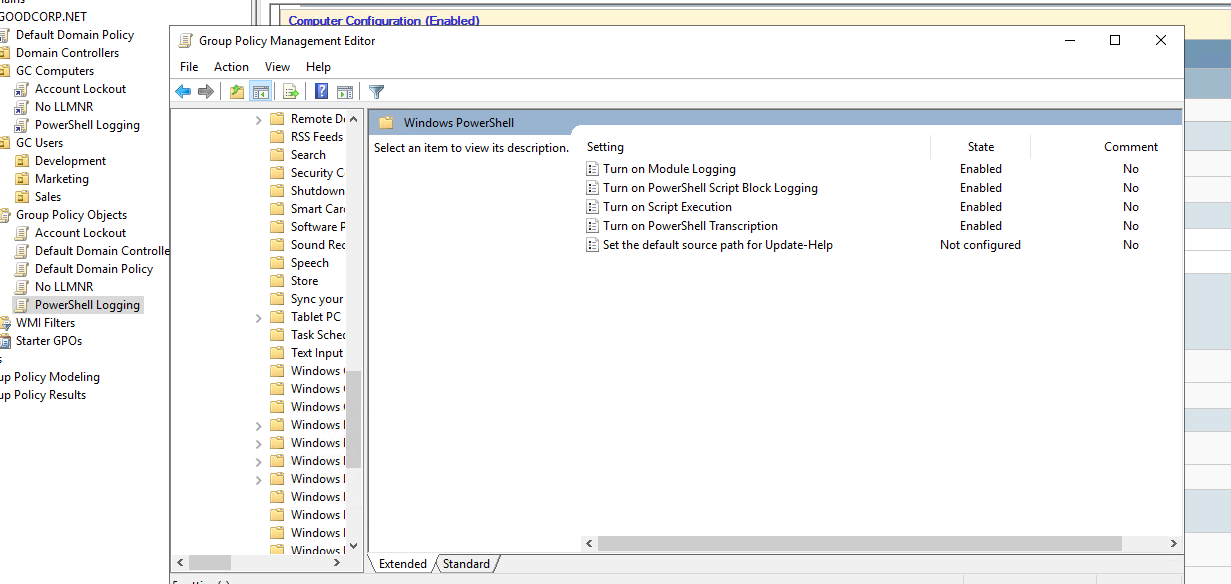 GOODCORP.NET
Default Domain Policy
Domain Controllers
GC Computers
Account Lockout
No LLMNR
PowerShell Logging
GC Users
Development
Marketing
Sales
Group Policy Objects
Account Lockout
Default Domain Controlle
Default Domain Policy
No LLMNR
PowerShell Logging
WMI Filters
Starter GPOs
s
up Policy Modeling
up Policy Results
Computer Configuration (Enabled)
Group Policy Management Editor
File Action View Help
Remote De
RSS Feeds
Search
Security C
Shutdown
Smart Card
Software P
Sound Rec
Speech
Store
Sync your
Tablet PC
Task Sched
Text Input
Windows
Windows
Windows
Windows
Windows
Windows
Windows
Windows
Windows
Windows
Windows
Windows PowerShell
Select an item to view its description.
Setting State Comment
Turn on Module Logging Enabled No
Turn on PowerShell Script Block Logging Enabled No
Turn on Script Execution Enabled No
Turn on PowerShell Transcription Enabled No
Set the default source path for Update-Help Not configured No
Extended Standard